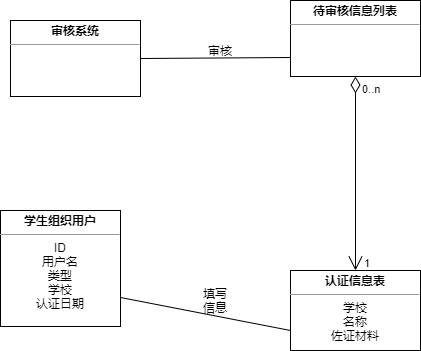 审核系统
待审核信息列表
审核
0..n
学生组织用户
ID
用户名
类型
学校
认证日期
填写
信息
1
认证信息表
学校
名称
佐证材料